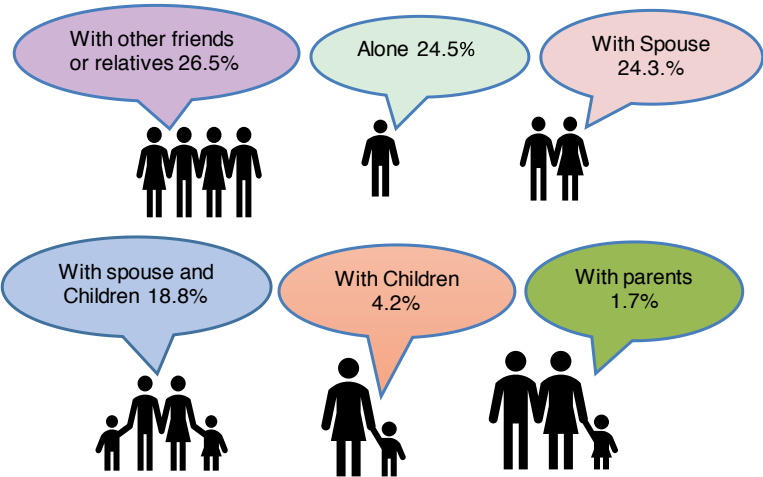 With other friends
or relatives 26.5%
Alone 24.5%
With Spouse
24.3.%
With spouse and
Children 18.8%
With Children
4.2%
With parents
1.7%